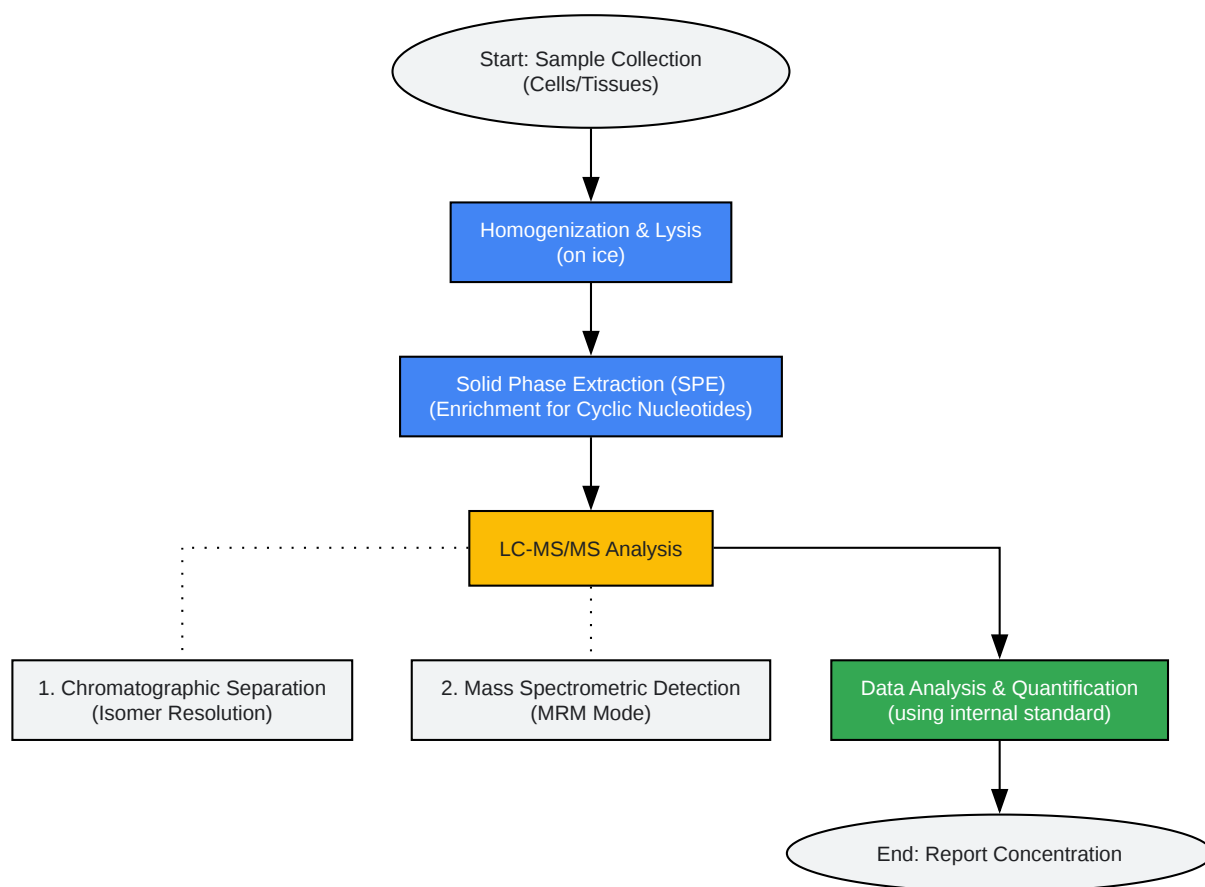 Start: Sample Collection
(Cells/Tissues)
Homogenization & Lysis
(on ice)
Solid Phase Extraction (SPE)
(Enrichment for Cyclic Nucleotides)
LC-MS/MS Analysis
1. Chromatographic Separation
(Isomer Resolution)
2. Mass Spectrometric Detection
(MRM Mode)
Data Analysis & Quantification
(using internal standard)
End: Report Concentration